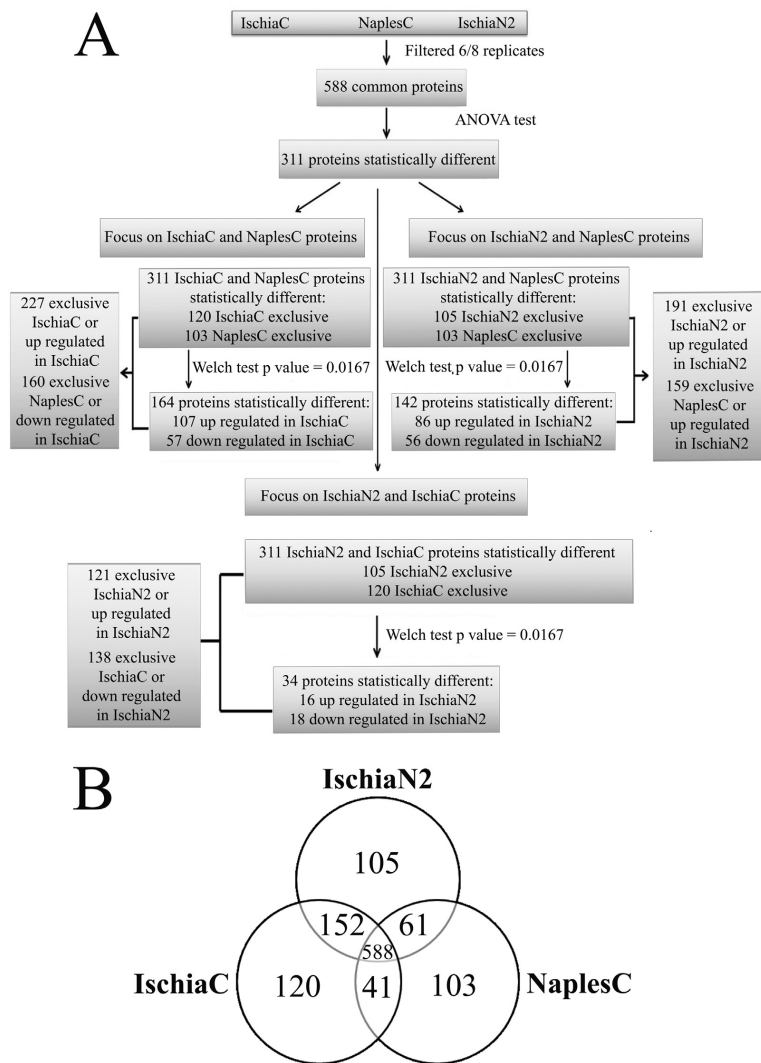 A
IschiaC NaplesC IschiaN2
Filtered 6/8 replicates
588 common proteins
ANOVA test
311 proteins statistically different
Focus on IschiaC and NaplesC proteins
Focus on IschiaN2 and NaplesC proteins
311 IschiaC and NaplesC proteins
statistically different:
120 IschiaC exclusive
103 NaplesC exclusive
311 IschiaN2 and NaplesC proteins
statistically different:
105 IschiaN2 exclusive
103 NaplesC exclusive
227 exclusive
IschiaC or
up regulated
in IschiaC
160 exclusive
NaplesC or
down regulated
in IschiaC
191 exclusive
IschiaN2 or
up regulated
in IschiaN2
159 exclusive
NaplesC or
up regulated
in IschiaN2
Welch test p value = 0.0167
Welch test p value = 0.0167
164 proteins statistically different:
107 up regulated in IschiaC
57 down regulated in IschiaC
142 proteins statistically different:
86 up regulated in IschiaN2
56 down regulated in IschiaN2
Focus on IschiaN2 and IschiaC proteins
311 IschiaN2 and IschiaC proteins statistically different
105 IschiaN2 exclusive
120 IschiaC exclusive
121 exclusive
IschiaN2 or
up regulated
in IschiaN2
138 exclusive
IschiaC or
down regulated
in IschiaN2
Welch test p value = 0.0167
34 proteins statistically different:
16 up regulated in IschiaN2
18 down regulated in IschiaN2
B
IschiaN2
105
152
61
588
IschiaC
120
41
103
NaplesC